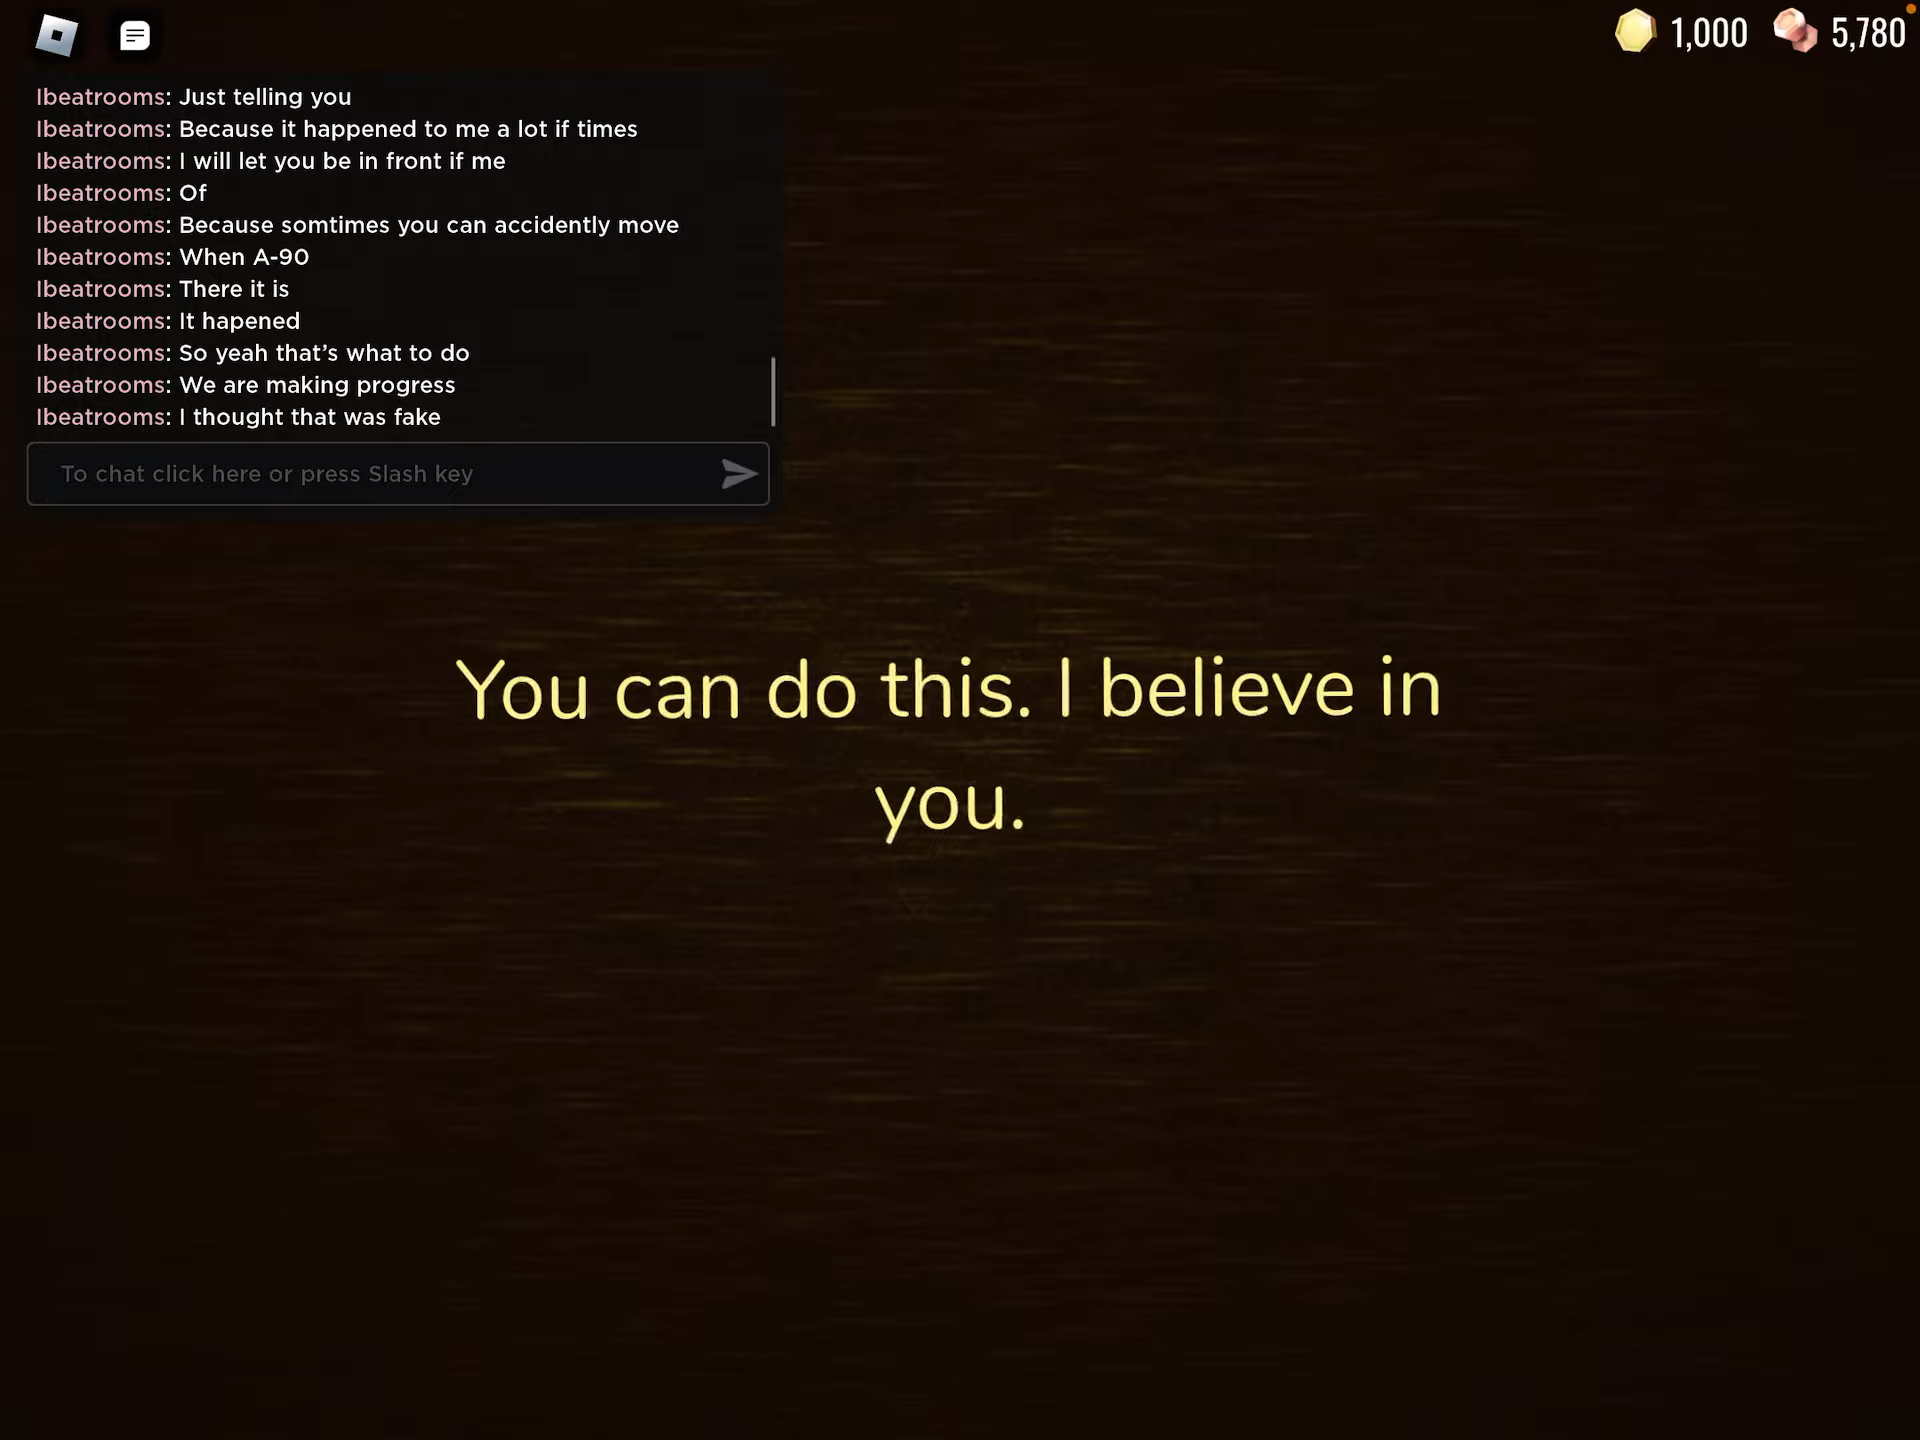 1,000 5,780
Ibeatrooms: Just telling you
Ibeatrooms: Because it happened to me a lot if times
Ibeatrooms: I will let you be in front if me
Ibeatrooms: Of
Ibeatrooms: Because somtimes you can accidently move
Ibeatrooms: When A-90
Ibeatrooms: There it is
Ibeatrooms: It hapened
Ibeatrooms: So yeah that’s what to do
Ibeatrooms: We are making progress
Ibeatrooms: I thought that was fake
To chat click here or press Slash key
You can do this. I believe in
you.